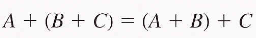 A + (B + C) = (A + B) + C